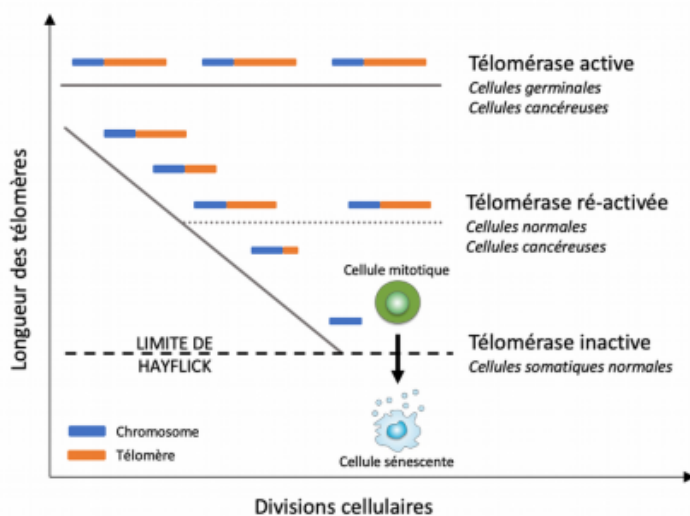 Longueur des télomères
Télomérase active
Cellules germinales
Cellules cancéreuses
Télomérase ré-activée
Cellules normales
Cellules cancéreuses
Cellule mitotique
LIMITE DE
HAYFLICK
Télomérase inactive
Cellules somatiques normales
Chromosome
Télomère
Cellule sénescente
Divisions cellulaires